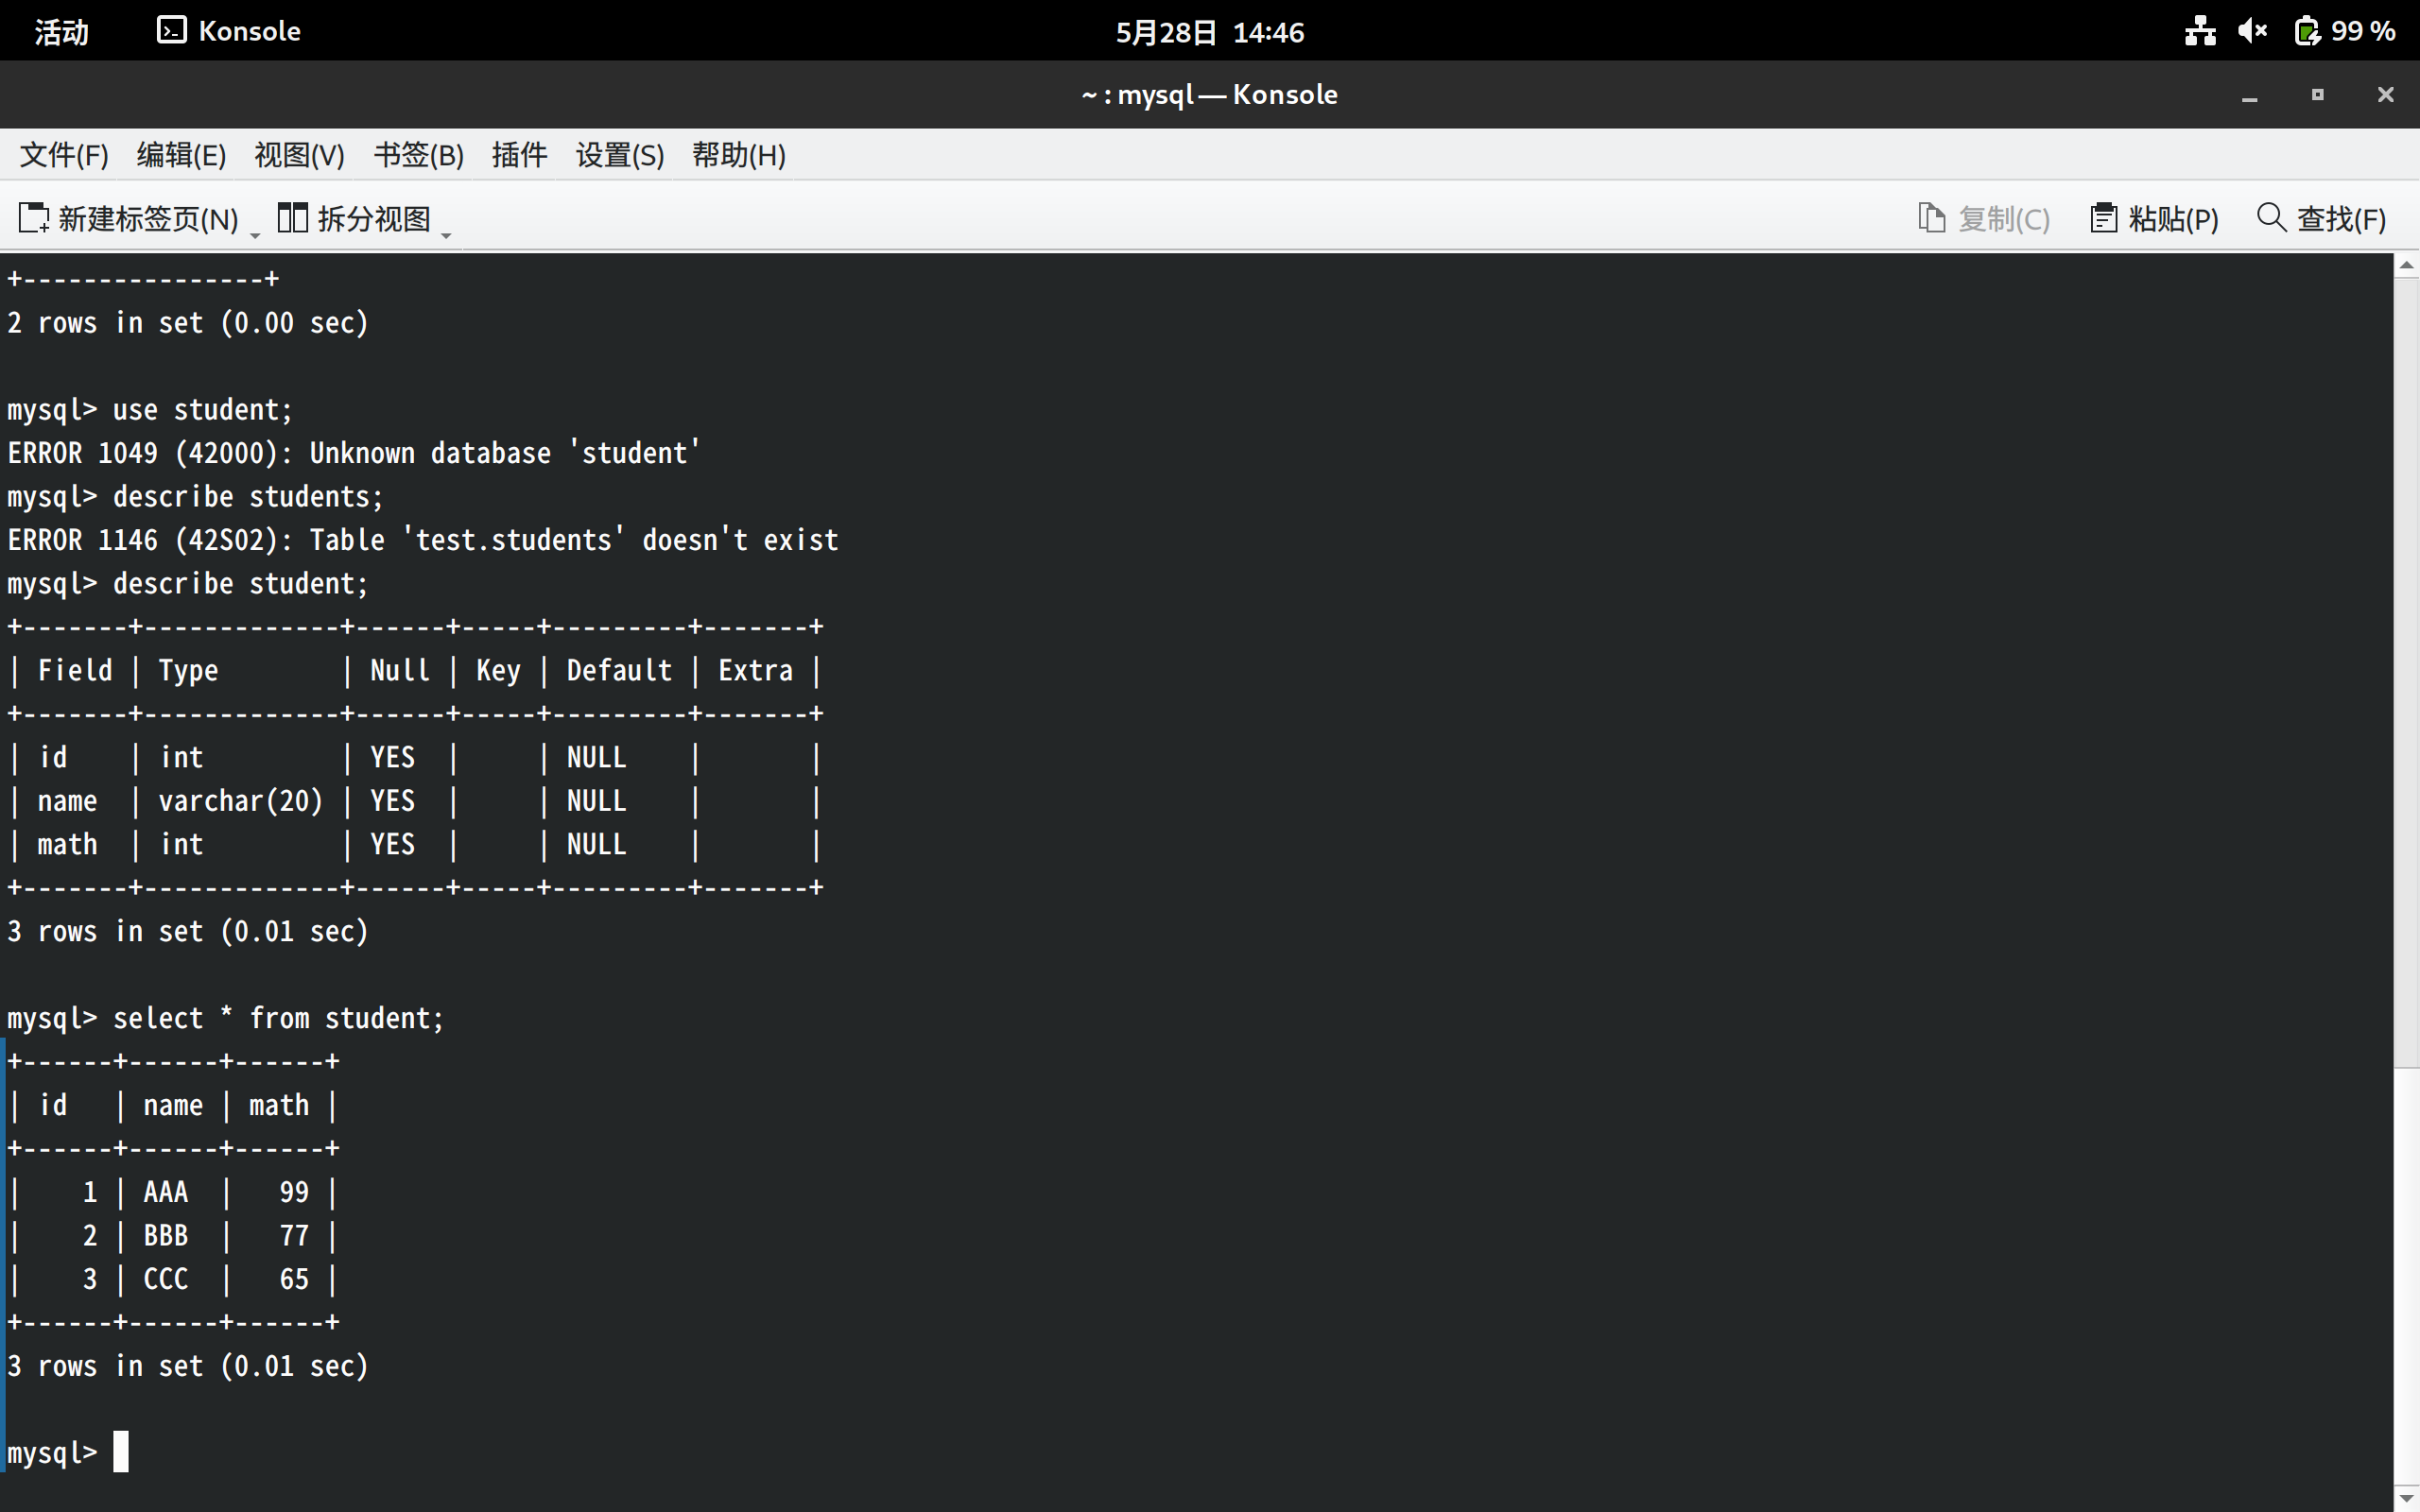 活动 Konsole 5月28日 14:46 99 %
~ : mysql — Konsole
文件(F) 编辑(E) 视图(V) 书签(B) 插件 设置(S) 帮助(H)
新建标签页(N) 拆分视图 复制(C) 粘贴(P) 查找(F)
+----------------+
2 rows in set (0.00 sec)

mysql> use student;
ERROR 1049 (42000): Unknown database 'student'
mysql> describe students;
ERROR 1146 (42S02): Table 'test.students' doesn't exist
mysql> describe student;
+-------+-------------+------+-----+---------+-------+
| Field | Type        | Null | Key | Default | Extra |
+-------+-------------+------+-----+---------+-------+
| id    | int         | YES  |     | NULL    |       |
| name  | varchar(20) | YES  |     | NULL    |       |
| math  | int         | YES  |     | NULL    |       |
+-------+-------------+------+-----+---------+-------+
3 rows in set (0.01 sec)

mysql> select * from student;
+------+------+------+
| id   | name | math |
+------+------+------+
|    1 | AAA  |   99 |
|    2 | BBB  |   77 |
|    3 | CCC  |   65 |
+------+------+------+
3 rows in set (0.01 sec)

mysql>